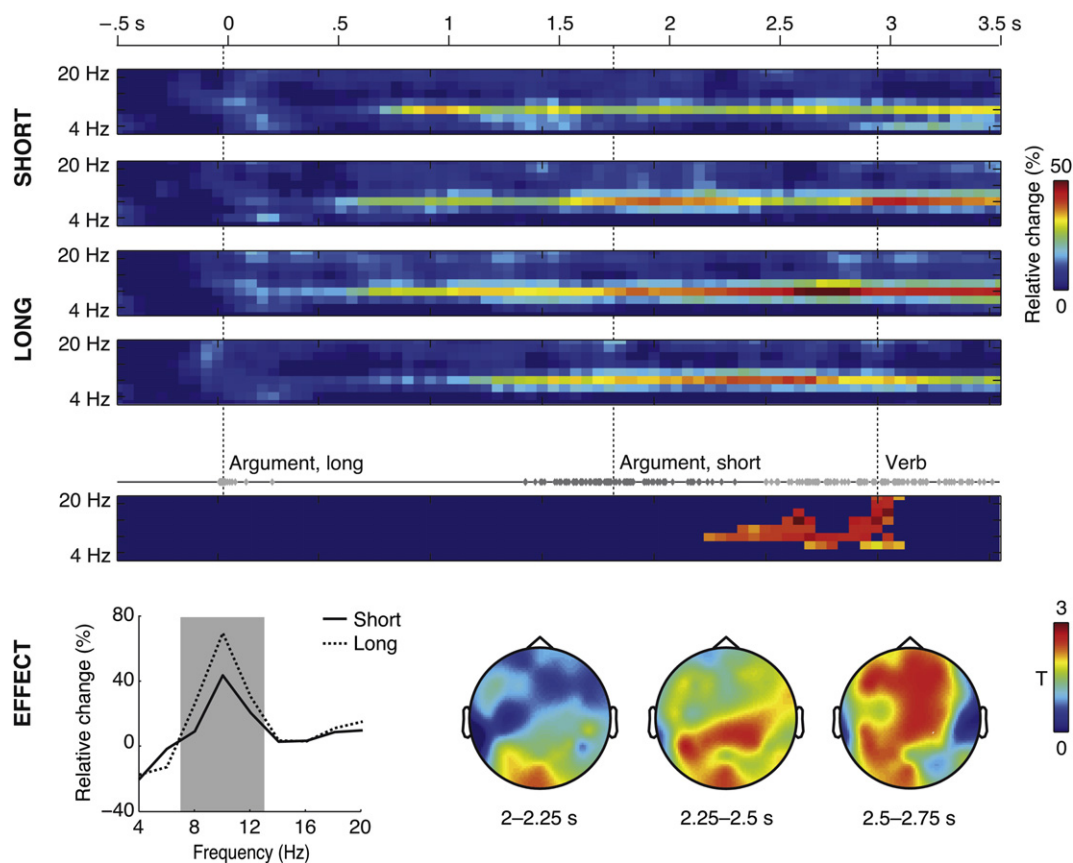 −.5 s 0 .5 1 1.5 2 2.5 3 3.5 s
SHORT
20 Hz
4 Hz
20 Hz
4 Hz
LONG
20 Hz
4 Hz
20 Hz
4 Hz
50
Relative change (%)
0
Argument, long Argument, short Verb
20 Hz
4 Hz
EFFECT
80
40
0
−40
Relative change (%)
4 8 12 16 20
Frequency (Hz)
Short
Long
2–2.25 s 2.25–2.5 s 2.5–2.75 s
3
T
0